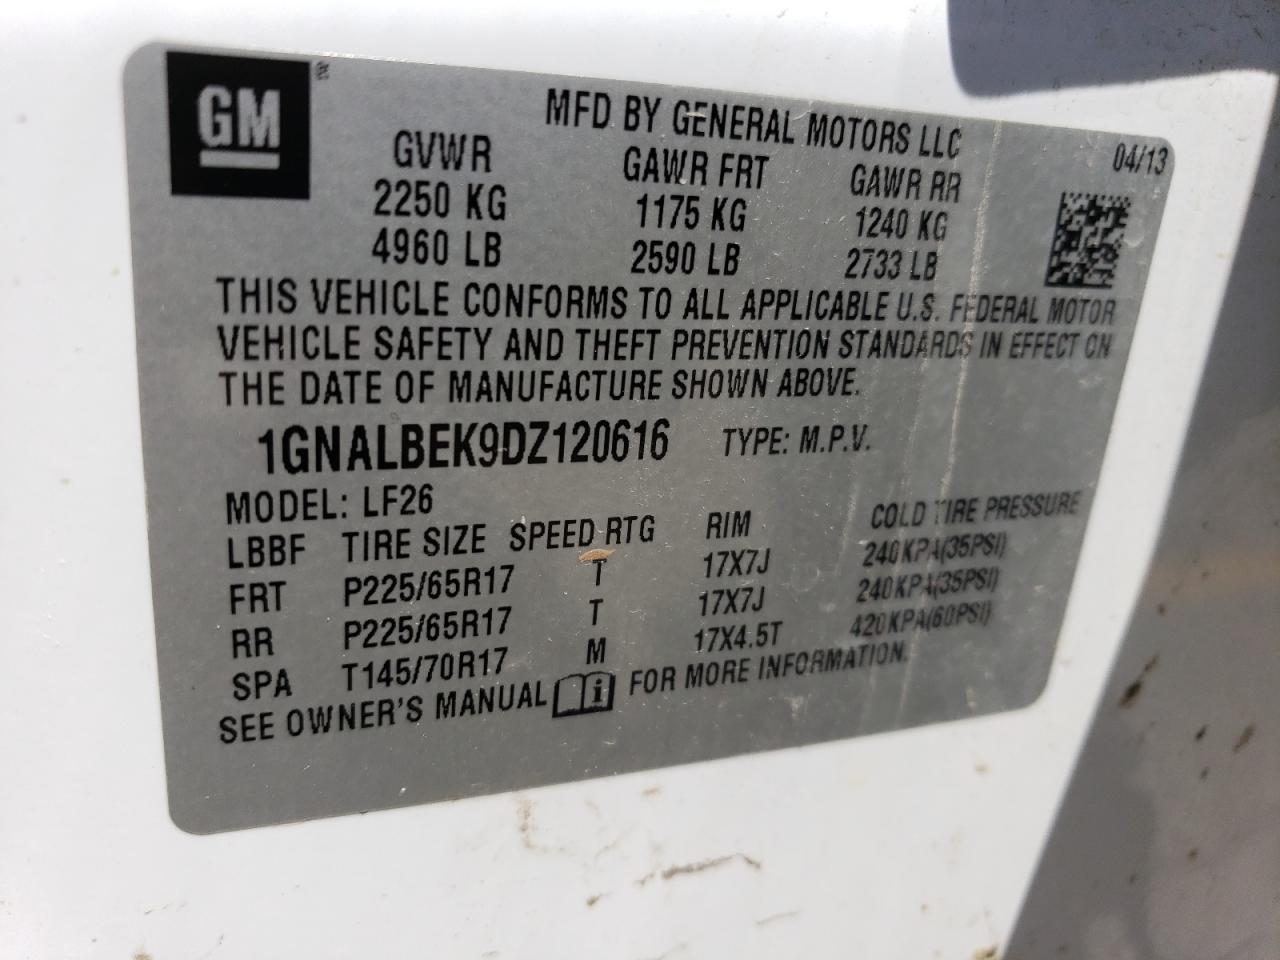 GM ®
MFD BY GENERAL MOTORS LLC 04/13
GVWR GAWR FRT GAWR RR
2250 KG 1175 KG 1240 KG
4960 LB 2590 LB 2733 LB
THIS VEHICLE CONFORMS TO ALL APPLICABLE U.S. FEDERAL MOTOR
VEHICLE SAFETY AND THEFT PREVENTION STANDARDS IN EFFECT ON
THE DATE OF MANUFACTURE SHOWN ABOVE.
1GNALBEK9DZ120616 TYPE: M.P.V.
MODEL: LF26
LBBF TIRE SIZE SPEED RTG RIM COLD TIRE PRESSURE
FRT P225/65R17 T 17X7J 240KPA(35PSI)
RR P225/65R17 T 17X7J 240KPA(35PSI)
SPA T145/70R17 M 17X4.5T 420KPA(60PSI)
SEE OWNER'S MANUAL i FOR MORE INFORMATION.